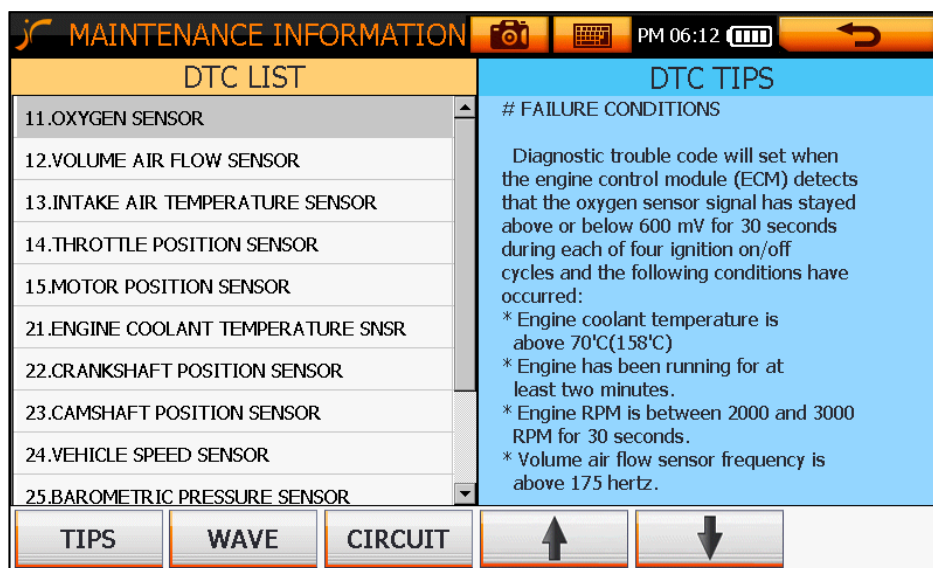 MAINTENANCE INFORMATION
PM 06:12
DTC LIST
11.OXYGEN SENSOR
12.VOLUME AIR FLOW SENSOR
13.INTAKE AIR TEMPERATURE SENSOR
14.THROTTLE POSITION SENSOR
15.MOTOR POSITION SENSOR
21.ENGINE COOLANT TEMPERATURE SNSR
22.CRANKSHAFT POSITION SENSOR
23.CAMSHAFT POSITION SENSOR
24.VEHICLE SPEED SENSOR
25.BAROMETRIC PRESSURE SENSOR
DTC TIPS
# FAILURE CONDITIONS
Diagnostic trouble code will set when
the engine control module (ECM) detects
that the oxygen sensor signal has stayed
above or below 600 mV for 30 seconds
during each of four ignition on/off
cycles and the following conditions have
occurred:
* Engine coolant temperature is
above 70'C(158'C)
* Engine has been running for at
least two minutes.
* Engine RPM is between 2000 and 3000
RPM for 30 seconds.
* Volume air flow sensor frequency is
above 175 hertz.
TIPS
WAVE
CIRCUIT